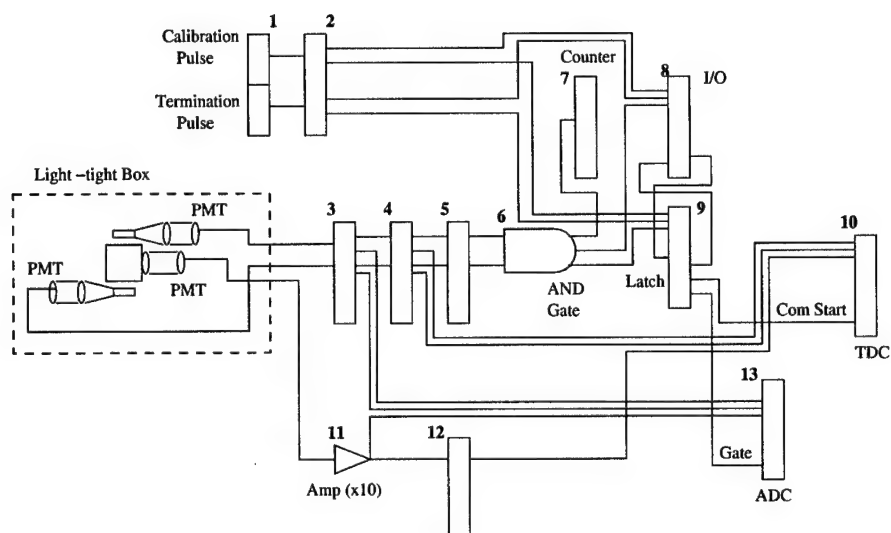 1
2
Calibration
Pulse
Termination
Pulse
Counter
7
8
I/O
Light –tight Box
PMT
PMT
PMT
3
4
5
6
AND
Gate
9
Latch
10
Com Start
TDC
11
Amp (x10)
12
13
Gate
ADC